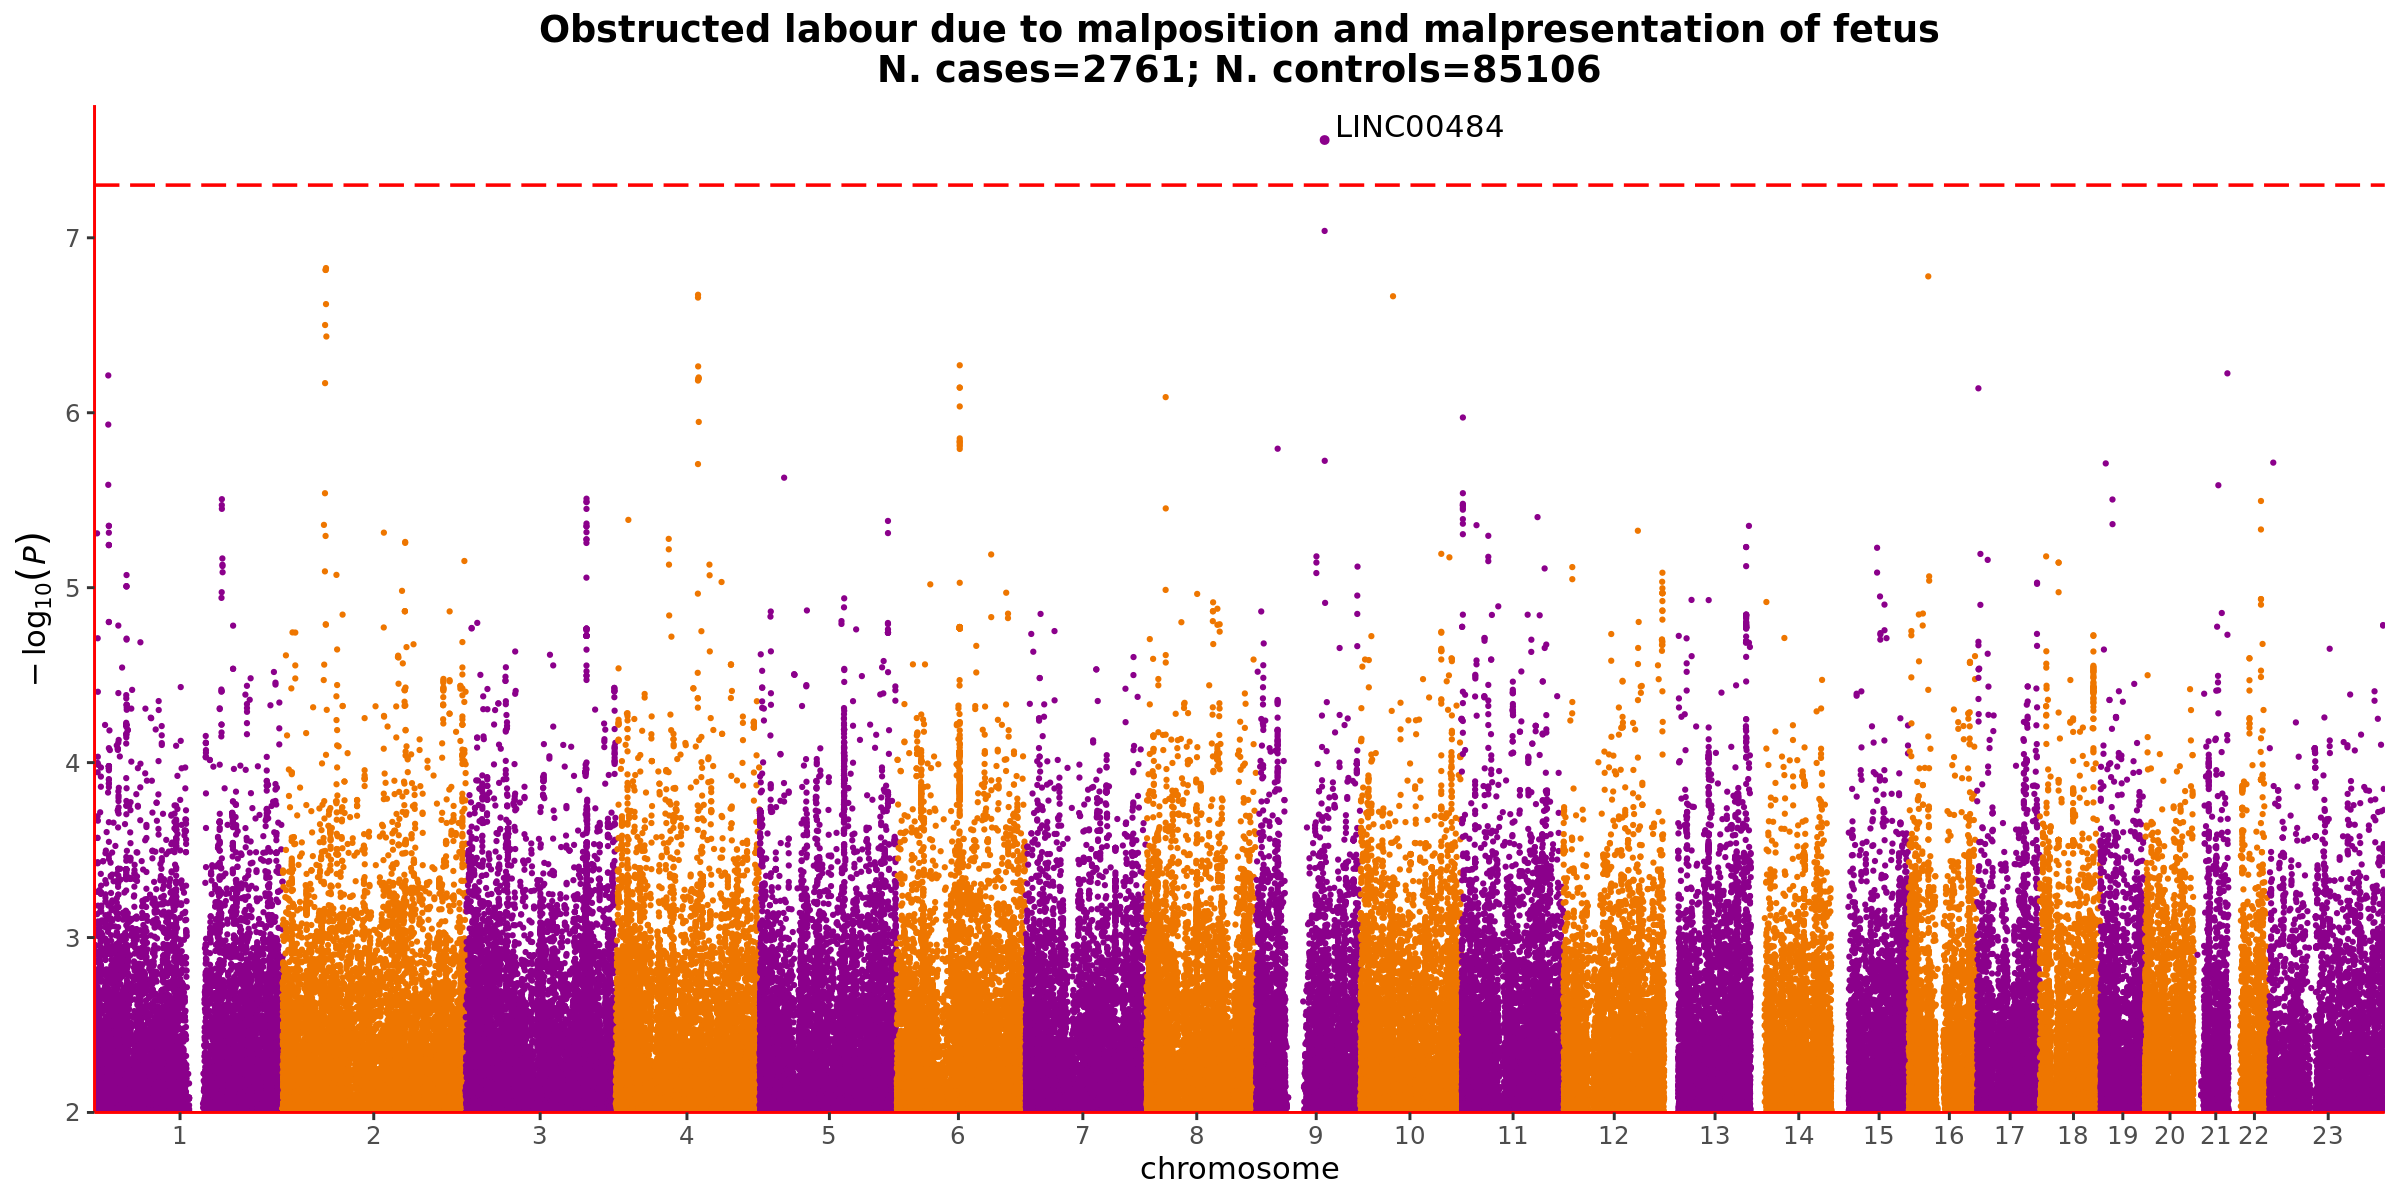 Obstructed labour due to malposition and malpresentation of fetus
N. cases=2761; N. controls=85106
LINC00484
7
6
5
4
3
2
−log₁₀(P)
1 2 3 4 5 6 7 8 9 10 11 12 13 14 15 16 17 18 19 20 21 22 23
chromosome